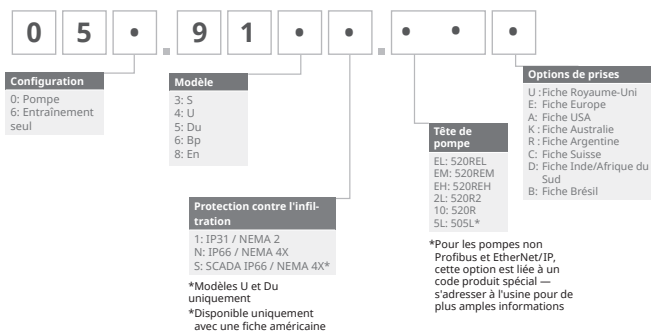 0 5 • . 9 1 • • . • • •
Configuration
0: Pompe
6: Entraînement
seul
Modèle
3: S
4: U
5: Du
6: Bp
8: En
Protection contre l'infil-
tration
1: IP31 / NEMA 2
N: IP66 / NEMA 4X
S: SCADA IP66 / NEMA 4X*
*Modèles U et Du
uniquement
*Disponible uniquement
avec une fiche américaine
Tête de
pompe
EL: 520REL
EM: 520REM
EH: 520REH
2L: 520R2
10: 520R
5L: 505L*
*Pour les pompes non
Profibus et EtherNet/IP,
cette option est liée à un
code produit spécial —
s'adresser à l'usine pour de
plus amples informations
Options de prises
U : Fiche Royaume-Uni
E: Fiche Europe
A: Fiche USA
K : Fiche Australie
R : Fiche Argentine
C: Fiche Suisse
D: Fiche Inde/Afrique du
Sud
B: Fiche Brésil